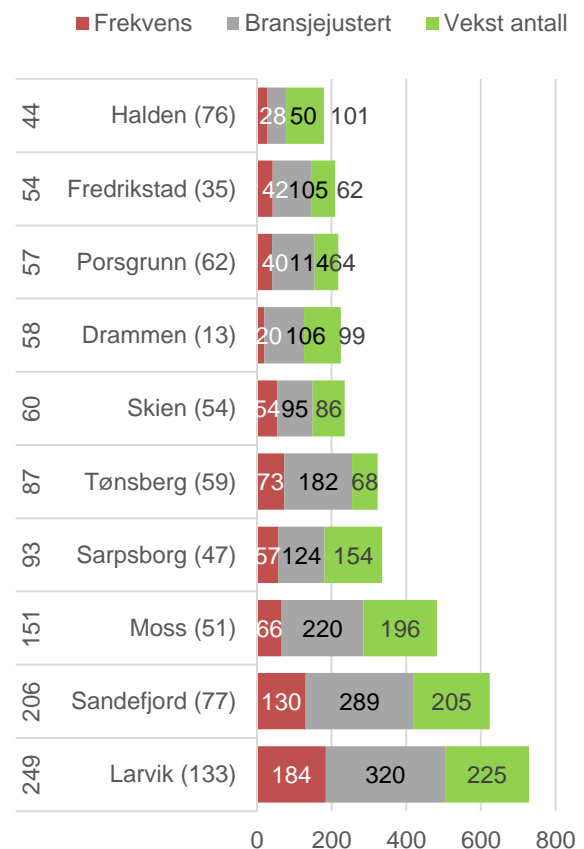 Frekvens Bransjejustert Vekst antall
44 Halden (76) 28 50 101
54 Fredrikstad (35) 42 105 62
57 Porsgrunn (62) 40 114 64
58 Drammen (13) 20 106 99
60 Skien (54) 54 95 86
87 Tønsberg (59) 73 182 68
93 Sarpsborg (47) 57 124 154
151 Moss (51) 66 220 196
206 Sandefjord (77) 130 289 205
249 Larvik (133) 184 320 225
0 200 400 600 800